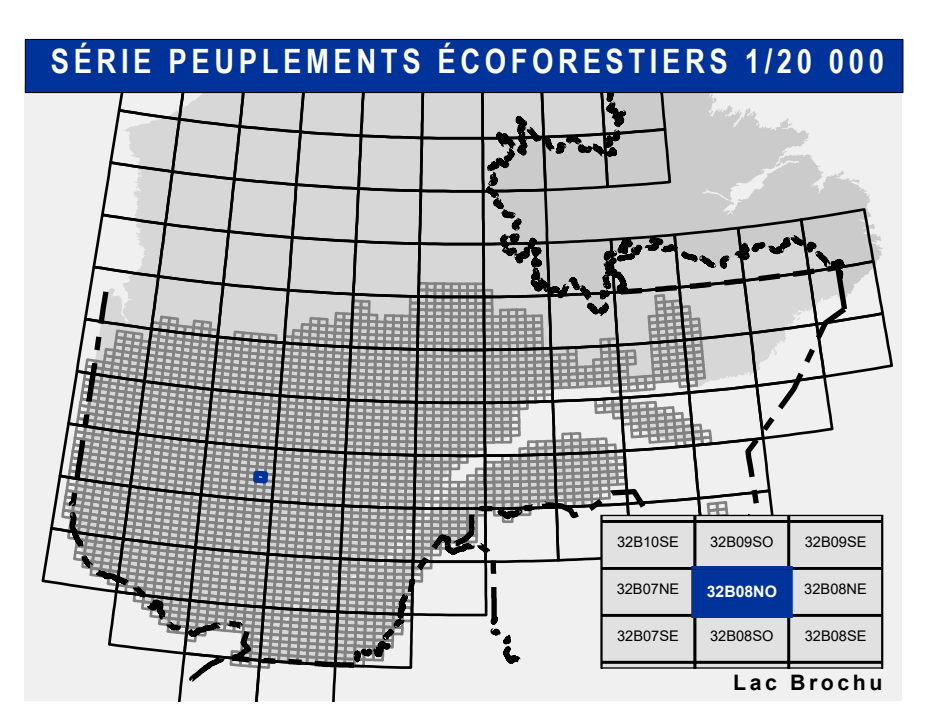 SÉRIE PEUPLEMENTS ÉCOFORESTIERS 1/20 000
32B10SE 32B09SO 32B09SE
32B07NE 32B08NO 32B08NE
32B07SE 32B08SO 32B08SE
Lac Brochu